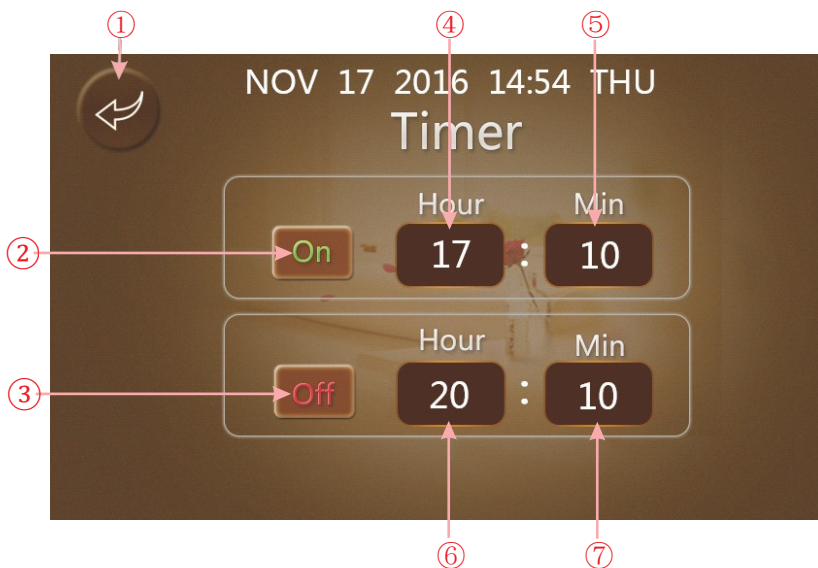 ① ④ ⑤
NOV 17 2016 14:54 THU
Timer
Hour Min
② On 17 : 10
Hour Min
③ Off 20 : 10
⑥ ⑦